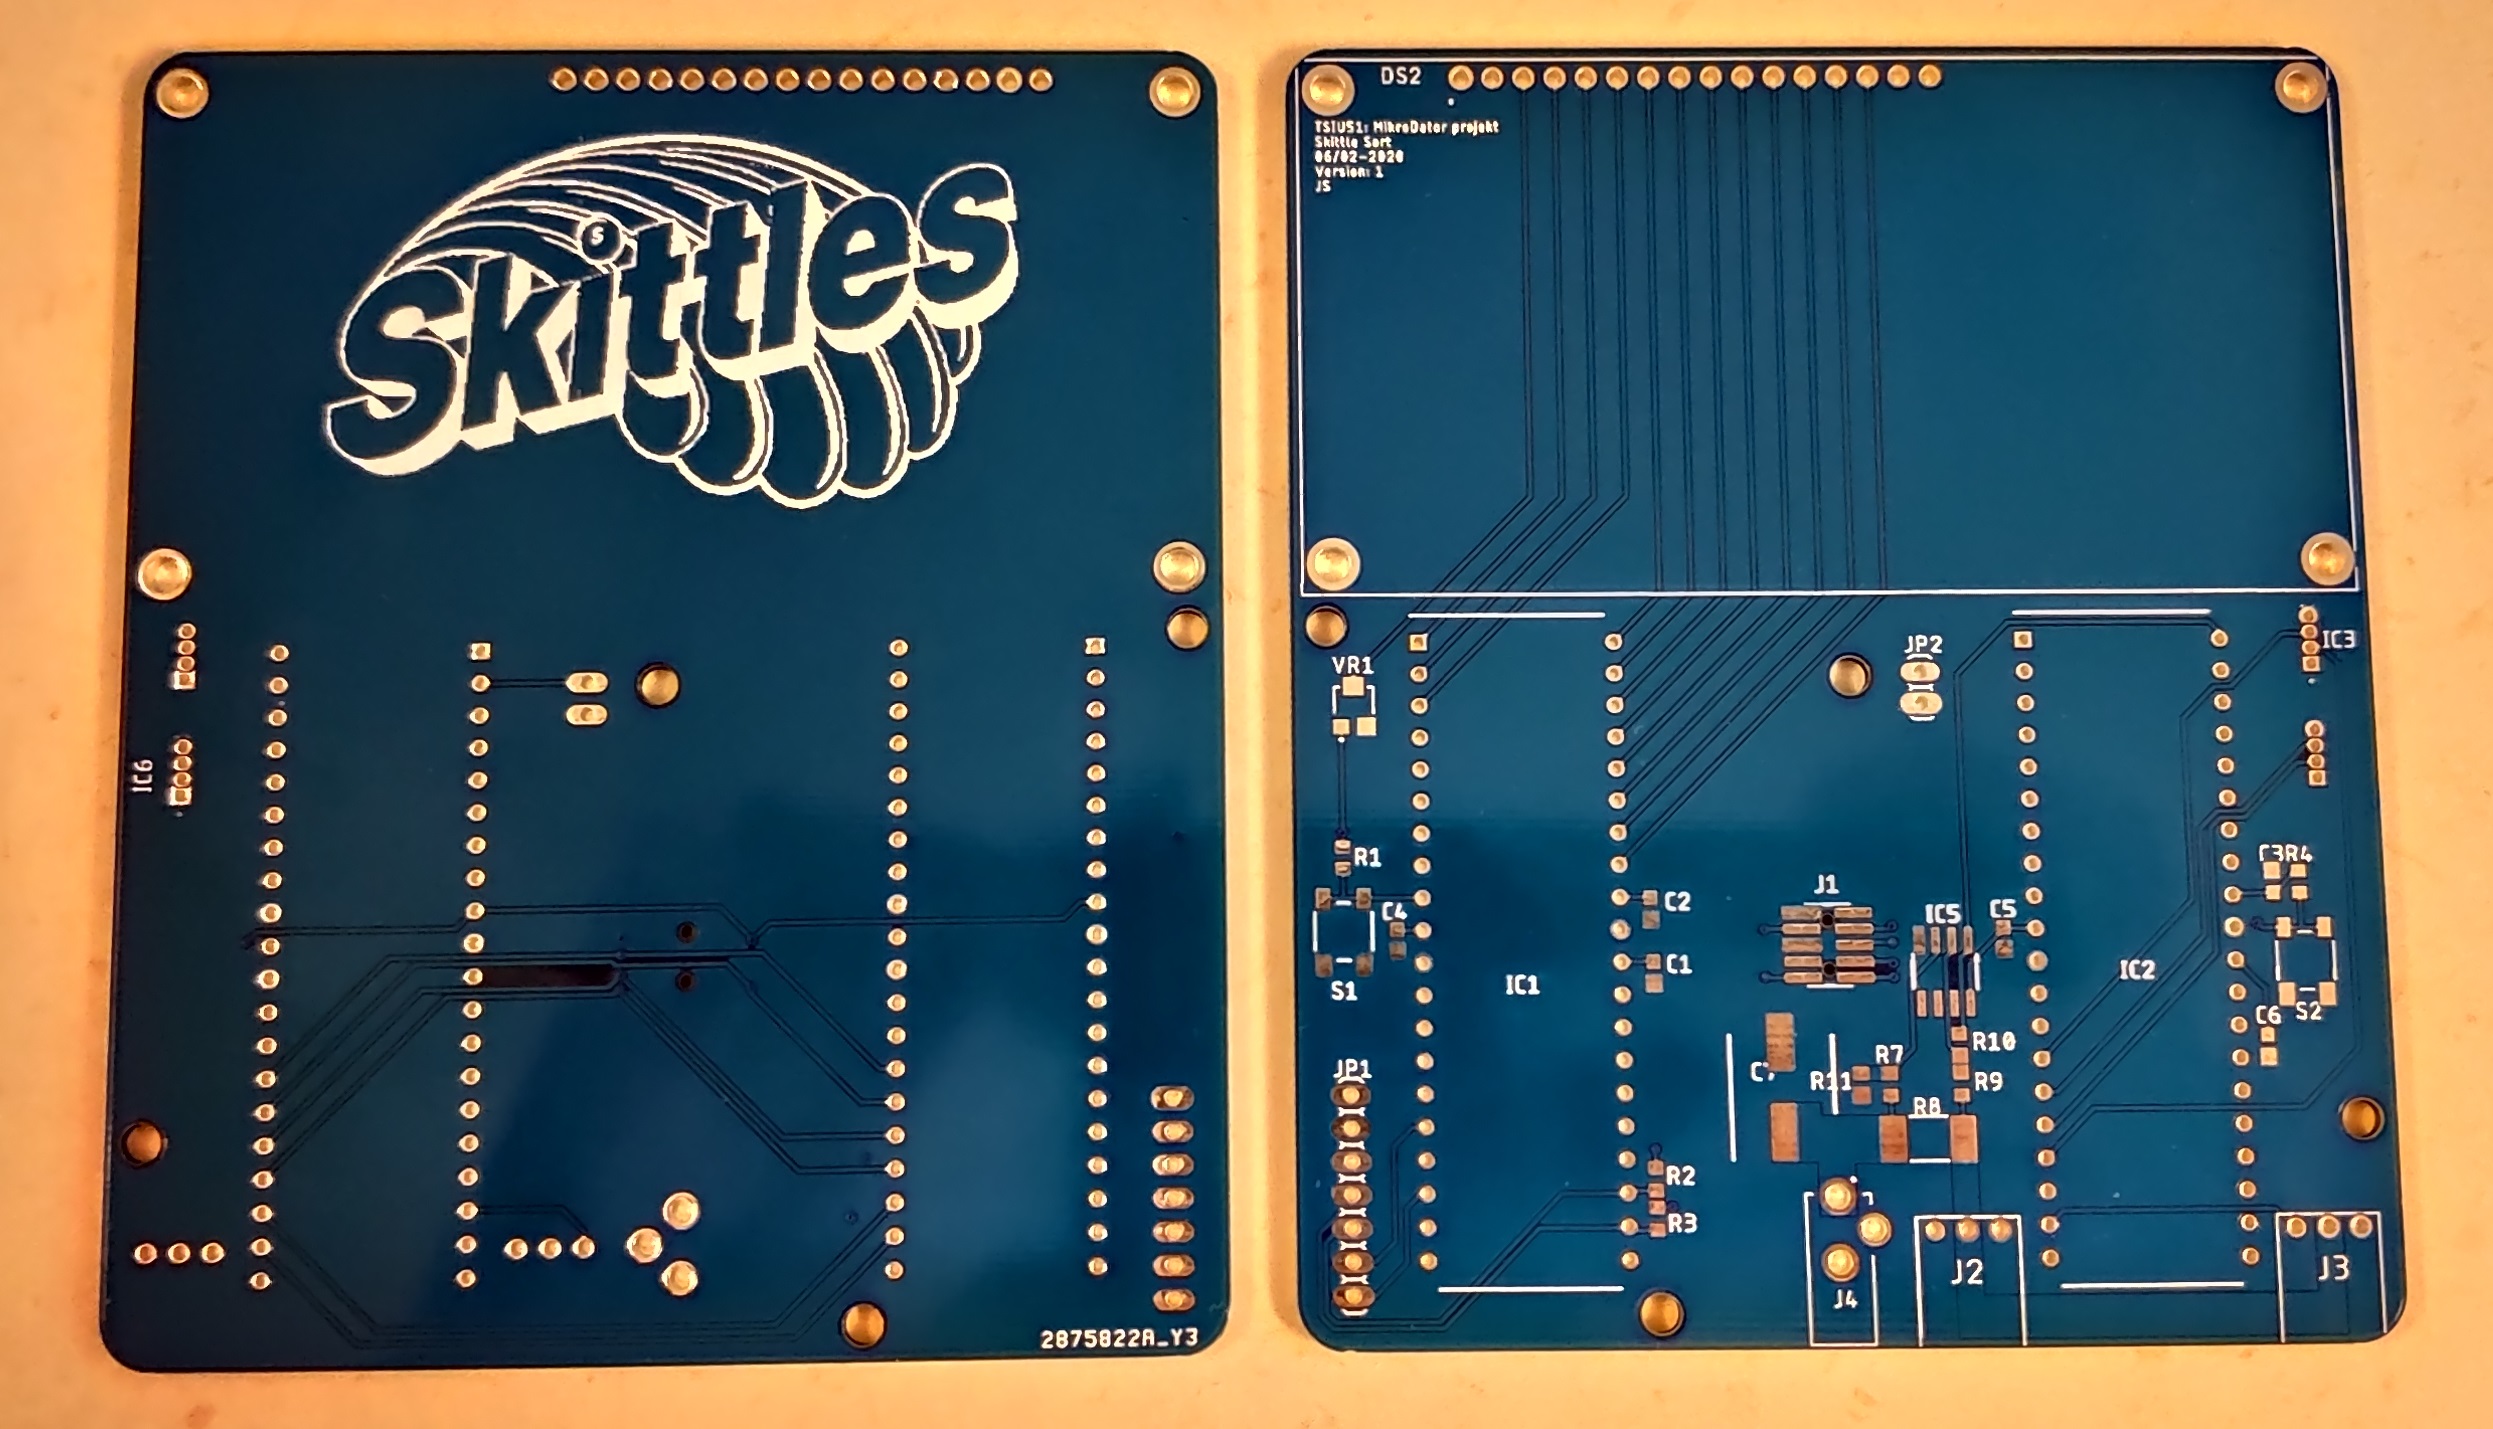 Skittles
S
IC6
2875822A_Y3
DS2
TSIU51: MikroDator projekt
Skittle Sort
06/02-2020
Version: 1
JS
VR1
JP2
IC3
R1
C4
S1
C2
C1
IC1
J1
IC5
C5
IC2
C3R4
S2
C6
JP1
R7
R10
R11
R9
R8
R2
R3
J4
J2
J3